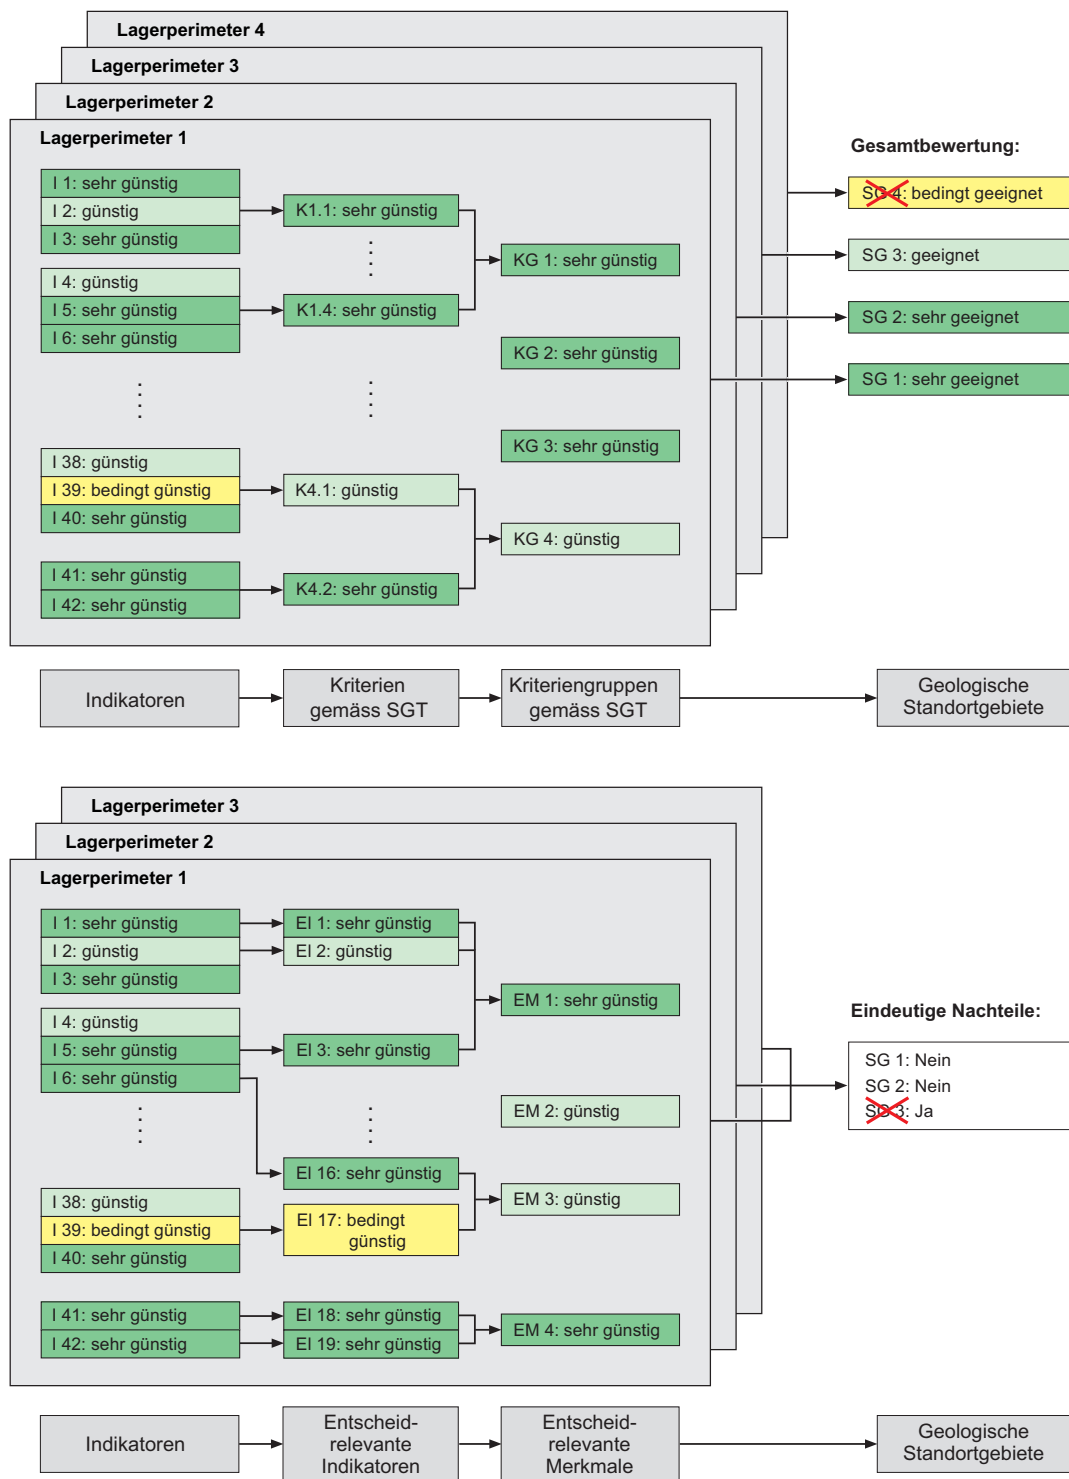 Lagerperimeter 4
Lagerperimeter 3
Lagerperimeter 2
Lagerperimeter 1
I 1: sehr günstig
I 2: günstig
I 3: sehr günstig
I 4: günstig
I 5: sehr günstig
I 6: sehr günstig
I 38: günstig
I 39: bedingt günstig
I 40: sehr günstig
I 41: sehr günstig
I 42: sehr günstig
K1.1: sehr günstig
K1.4: sehr günstig
K4.1: günstig
K4.2: sehr günstig
KG 1: sehr günstig
KG 2: sehr günstig
KG 3: sehr günstig
KG 4: günstig
Gesamtbewertung:
SG 4: bedingt geeignet
SG 3: geeignet
SG 2: sehr geeignet
SG 1: sehr geeignet
Indikatoren
Kriterien
gemäss SGT
Kriteriengruppen
gemäss SGT
Geologische
Standortgebiete
Lagerperimeter 3
Lagerperimeter 2
Lagerperimeter 1
I 1: sehr günstig
I 2: günstig
I 3: sehr günstig
I 4: günstig
I 5: sehr günstig
I 6: sehr günstig
I 38: günstig
I 39: bedingt günstig
I 40: sehr günstig
I 41: sehr günstig
I 42: sehr günstig
EI 1: sehr günstig
EI 2: günstig
EI 3: sehr günstig
EI 16: sehr günstig
EI 17: bedingt
günstig
EI 18: sehr günstig
EI 19: sehr günstig
EM 1: sehr günstig
EM 2: günstig
EM 3: günstig
EM 4: sehr günstig
Eindeutige Nachteile:
SG 1: Nein
SG 2: Nein
SG 3: Ja
Indikatoren
Entscheid-
relevante
Indikatoren
Entscheid-
relevante
Merkmale
Geologische
Standortgebiete